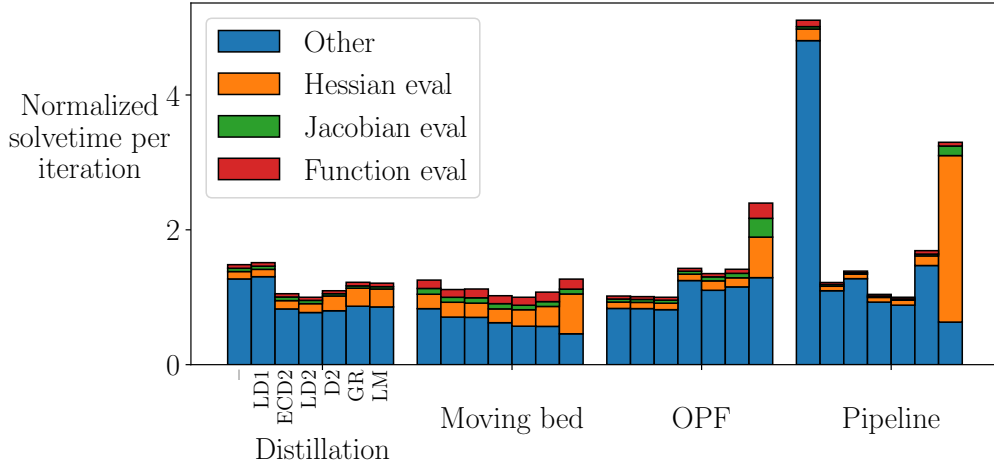 Other
Hessian eval
Jacobian eval
Function eval
Normalized
solvetime per
iteration
4
2
0
–
LD1
ECD2
LD2
D2
GR
LM
Distillation
Moving bed
OPF
Pipeline